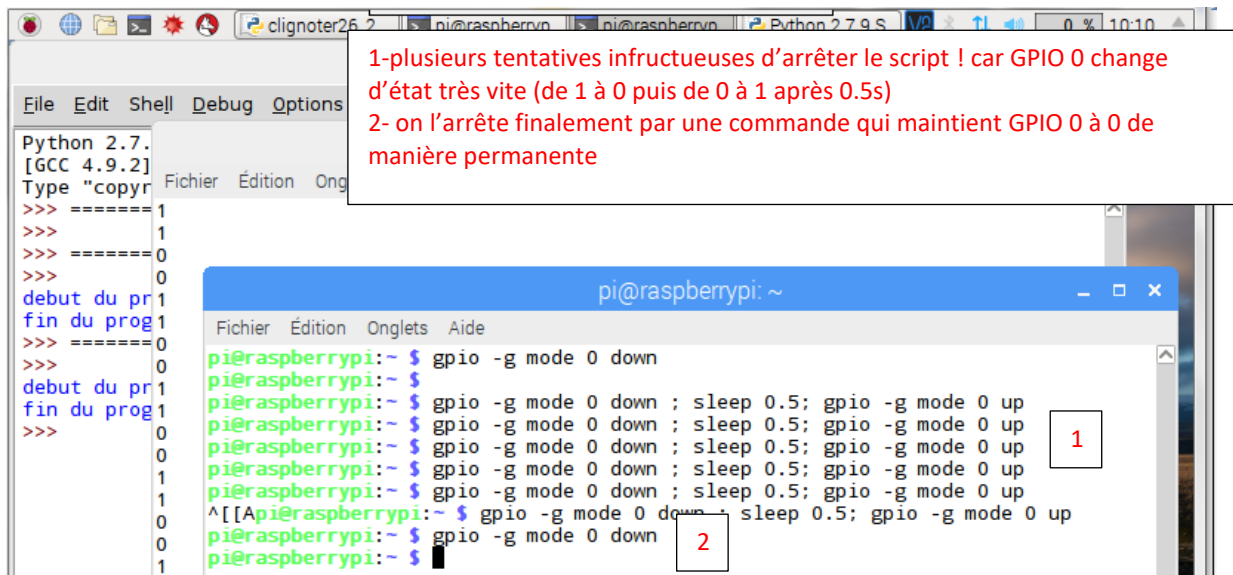 clignoter26_2
pi@raspberryp
pi@raspberryp
Python 2.7.9 S
0 %
10:10
1-plusieurs tentatives infructueuses d’arrêter le script ! car GPIO 0 change
d’état très vite (de 1 à 0 puis de 0 à 1 après 0.5s)
2- on l’arrête finalement par une commande qui maintient GPIO 0 à 0 de
manière permanente
File Edit Shell Debug Options
Python 2.7.
[GCC 4.9.2]
Type "copyr
>>> =======
>>>
>>> =======
>>>
debut du pr
fin du prog
>>> =======
>>>
debut du pr
fin du prog
>>>
Fichier Édition Ong
1
1
0
0
1
1
0
0
1
1
0
0
1
1
0
0
1
pi@raspberrypi: ~
Fichier Édition Onglets Aide
pi@raspberrypi:~ $ gpio -g mode 0 down
pi@raspberrypi:~ $
pi@raspberrypi:~ $ gpio -g mode 0 down ; sleep 0.5; gpio -g mode 0 up
pi@raspberrypi:~ $ gpio -g mode 0 down ; sleep 0.5; gpio -g mode 0 up
pi@raspberrypi:~ $ gpio -g mode 0 down ; sleep 0.5; gpio -g mode 0 up
pi@raspberrypi:~ $ gpio -g mode 0 down ; sleep 0.5; gpio -g mode 0 up
pi@raspberrypi:~ $ gpio -g mode 0 down ; sleep 0.5; gpio -g mode 0 up
^[[Api@raspberrypi:~ $ gpio -g mode 0 down ; sleep 0.5; gpio -g mode 0 up
pi@raspberrypi:~ $ gpio -g mode 0 down
pi@raspberrypi:~ $
1
2